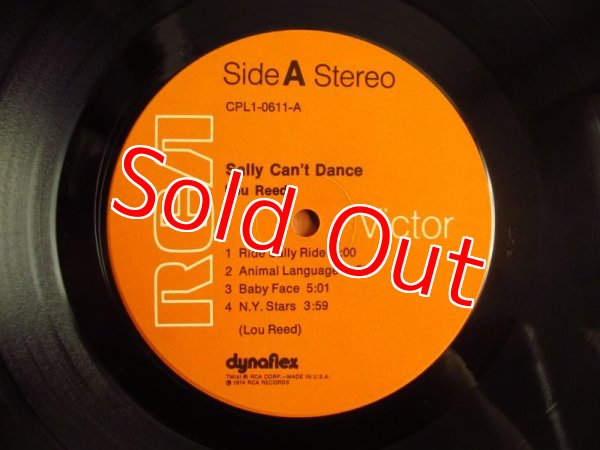 Side A Stereo
CPL1-0611-A
RCA
Sally Can't Dance
Lou Reed
Victor
Sold Out
1 Ride Sally Ride :00
2 Animal Language
3 Baby Face 5:01
4 N.Y. Stars 3:59
(Lou Reed)
dynaflex
TM(s) ® RCA CORP.—MADE IN U.S.A.
℗ 1974 RCA RECORDS